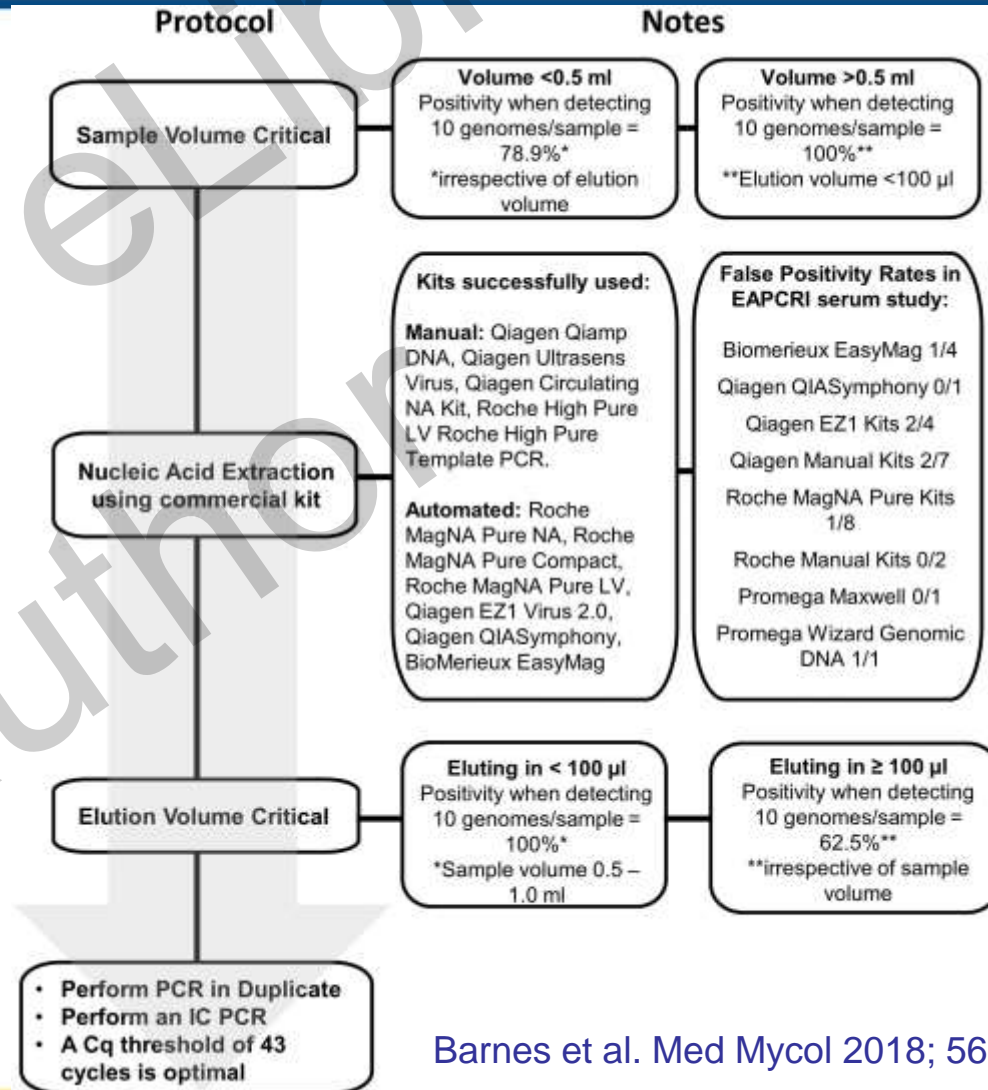 Protocol
Notes
Sample Volume Critical
Volume <0.5 ml
Positivity when detecting
10 genomes/sample =
78.9%*
*irrespective of elution
volume
Volume >0.5 ml
Positivity when detecting
10 genomes/sample =
100%**
**Elution volume <100 µl
Nucleic Acid Extraction
using commercial kit
Kits successfully used:
Manual: Qiagen Qiamp
DNA, Qiagen Ultrasens
Virus, Qiagen Circulating
NA Kit, Roche High Pure
LV Roche High Pure
Template PCR.
Automated: Roche
MagNA Pure NA, Roche
MagNA Pure Compact,
Roche MagNA Pure LV,
Qiagen EZ1 Virus 2.0,
Qiagen QIASymphony,
BioMerieux EasyMag
False Positivity Rates in
EAPCRI serum study:
Biomerieux EasyMag 1/4
Qiagen QIASymphony 0/1
Qiagen EZ1 Kits 2/4
Qiagen Manual Kits 2/7
Roche MagNA Pure Kits
1/8
Roche Manual Kits 0/2
Promega Maxwell 0/1
Promega Wizard Genomic
DNA 1/1
Elution Volume Critical
Eluting in < 100 µl
Positivity when detecting
10 genomes/sample =
100%*
*Sample volume 0.5 –
1.0 ml
Eluting in ≥ 100 µl
Positivity when detecting
10 genomes/sample =
62.5%**
**irrespective of sample
volume
• Perform PCR in Duplicate
• Perform an IC PCR
• A Cq threshold of 43
cycles is optimal
Barnes et al. Med Mycol 2018; 56
eLibr
uthor